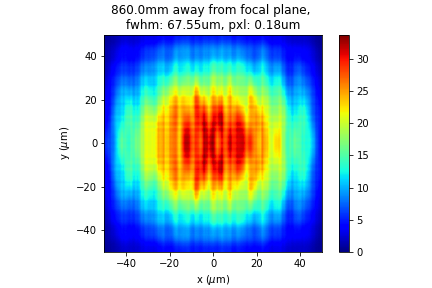 860.0mm away from focal plane,
fwhm: 67.55um, pxl: 0.18um
40
20
0
−20
−40
y (μm)
−40 −20 0 20 40
x (μm)
30
25
20
15
10
5
0